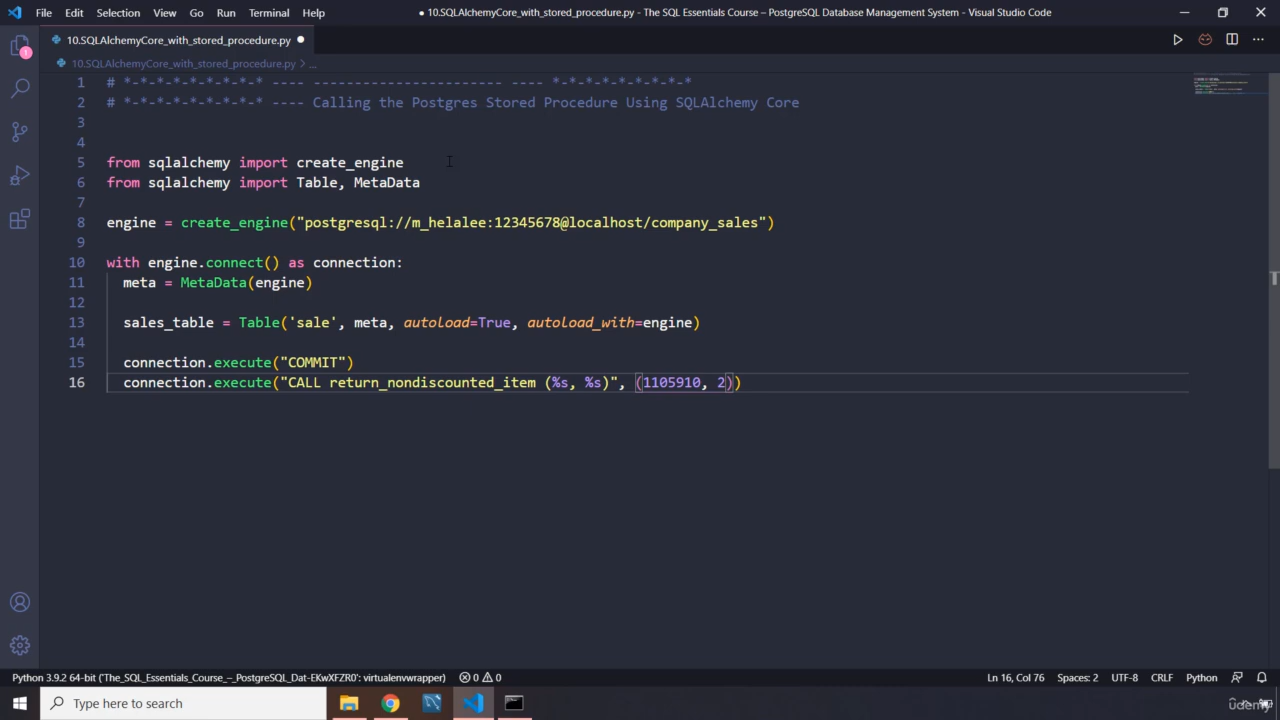 File Edit Selection View Go Run Terminal Help
● 10.SQLAlchemyCore_with_stored_procedure.py - The SQL Essentials Course – PostgreSQL Database Management System - Visual Studio Code
10.SQLAlchemyCore_with_stored_procedure.py ●
10.SQLAlchemyCore_with_stored_procedure.py > ...
1 # *-*-*-*-*-*-*-* ---- ----------------------- ---- *-*-*-*-*-*-*-*
2 # *-*-*-*-*-*-*-* ---- Calling the Postgres Stored Procedure Using SQLAlchemy Core
3
4
5 from sqlalchemy import create_engine
6 from sqlalchemy import Table, MetaData
7
8 engine = create_engine("postgresql://m_helalee:12345678@localhost/company_sales")
9
10 with engine.connect() as connection:
11 meta = MetaData(engine)
12
13 sales_table = Table('sale', meta, autoload=True, autoload_with=engine)
14
15 connection.execute("COMMIT")
16 connection.execute("CALL return_nondiscounted_item (%s, %s)", (1105910, 2))
1
Python 3.9.2 64-bit ('The_SQL_Essentials_Course_–_PostgreSQL_Dat-EKwXFZR0': virtualenvwrapper) 0 0 Ln 16, Col 76 Spaces: 2 UTF-8 CRLF Python
Type here to search
Udemy